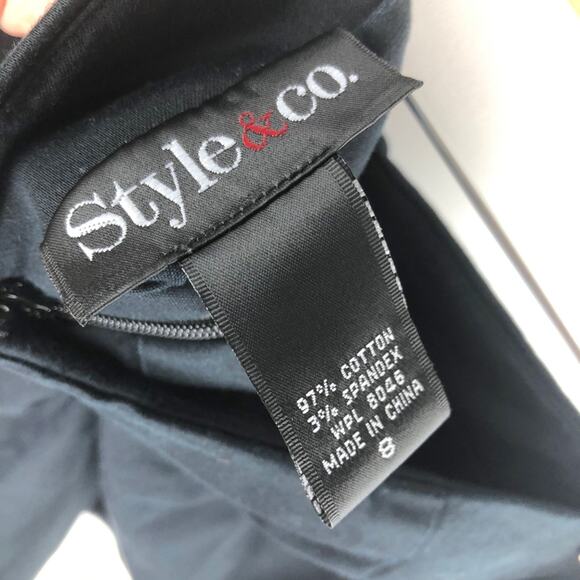 Style&co.
97% COTTON
3% SPANDEX
WPL 8046
MADE IN CHINA
8